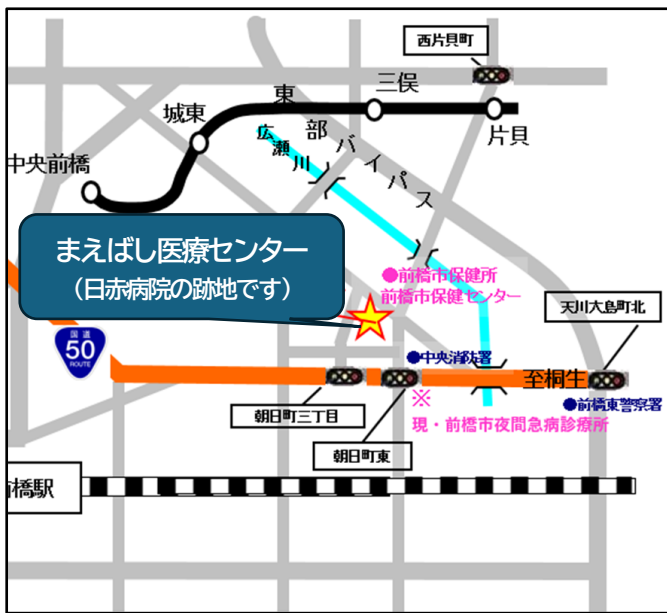 西片貝町
三俣
片貝
城東
中央前橋
東部バイパス
広瀬川
まえばし医療センター
(日赤病院の跡地です)
●前橋市保健所
前橋市保健センター
天川大島町北
国道
50
ROUTE
●中央消防署
至桐生
朝日町三丁目
※
●前橋東警察署
現・前橋市夜間急病診療所
朝日町東
橋駅